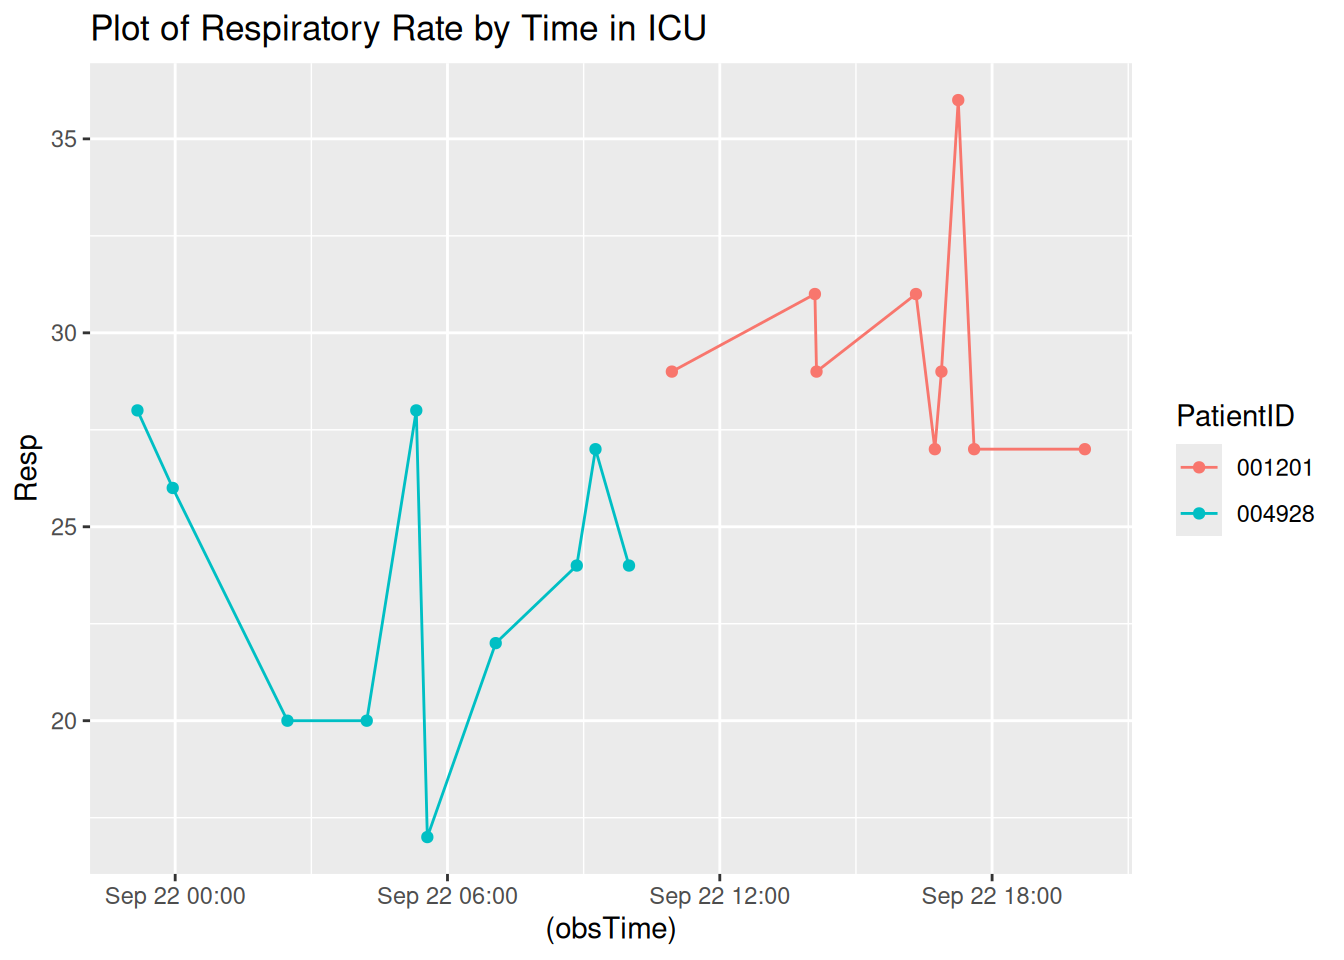 Plot of Respiratory Rate by Time in ICU
35
30
25
20
Resp
Sep 22 00:00
Sep 22 06:00
Sep 22 12:00
Sep 22 18:00
(obsTime)
PatientID
001201
004928